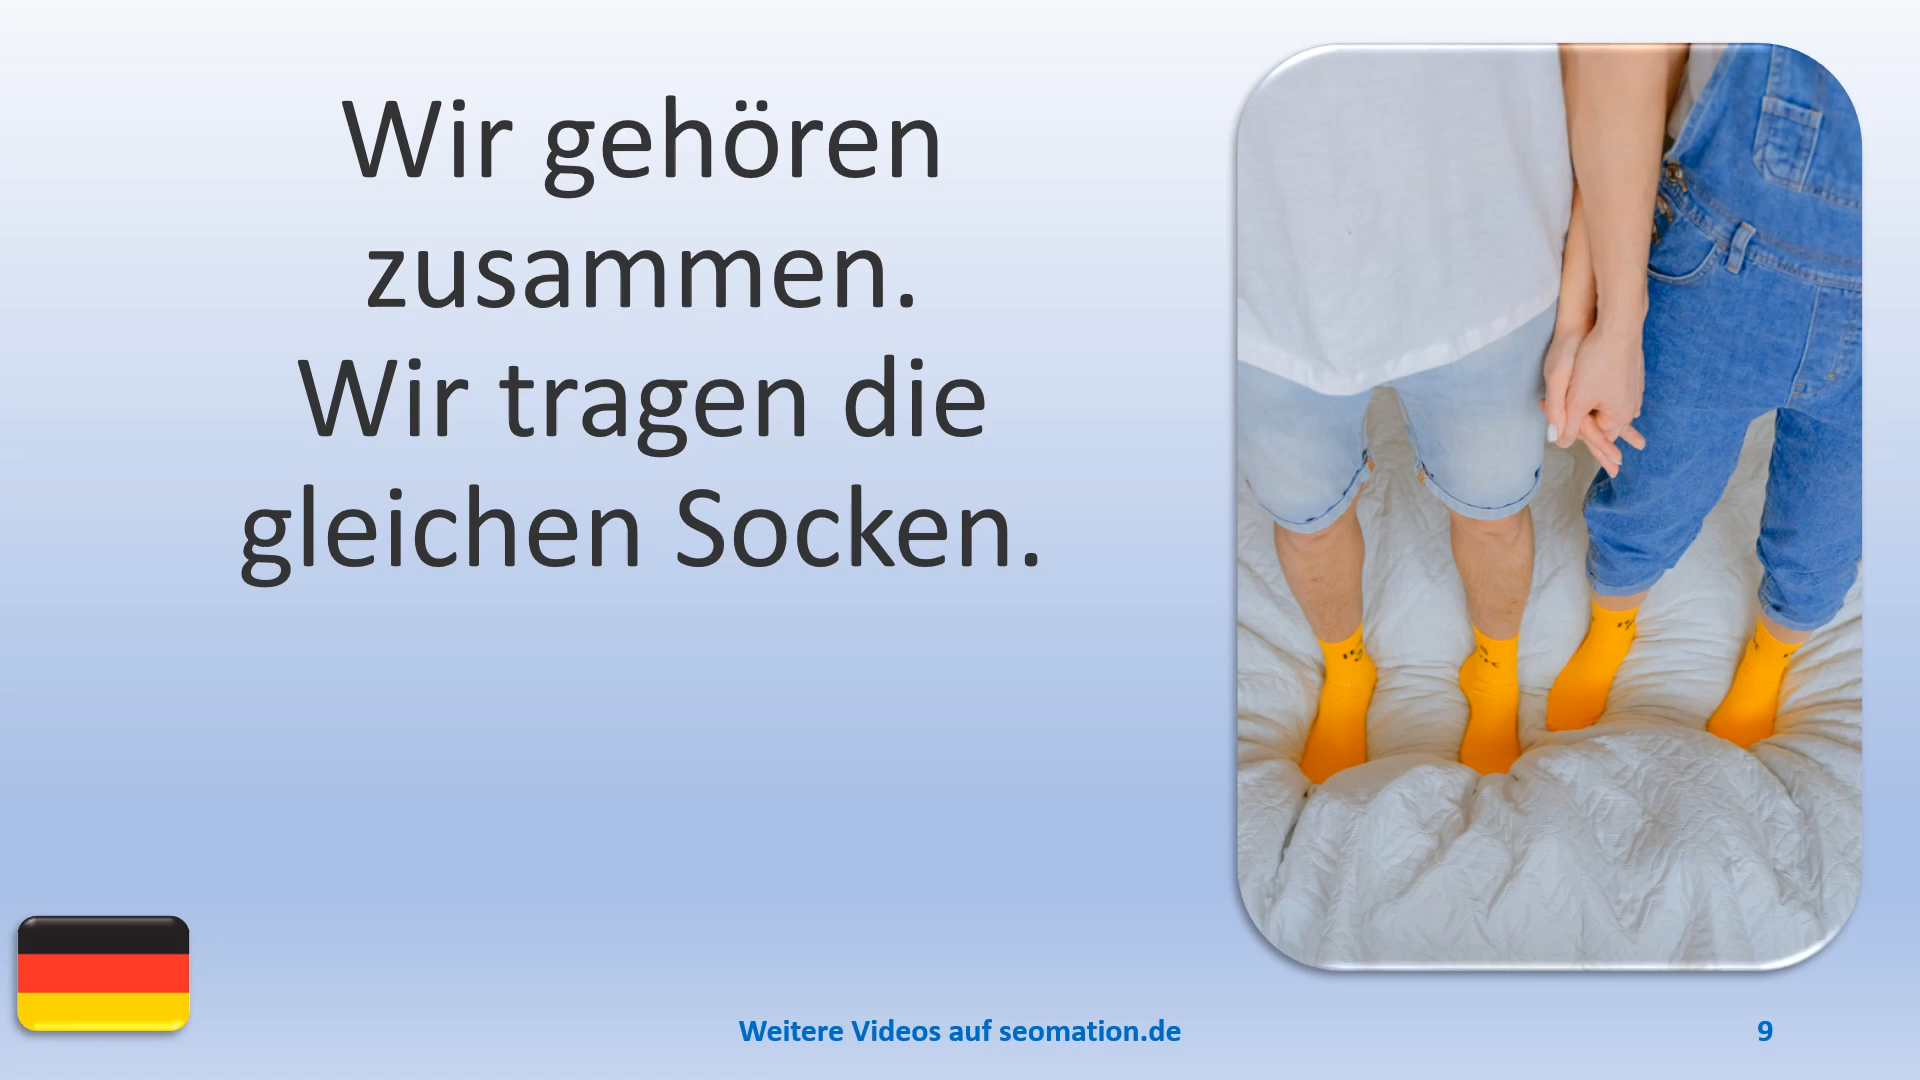 Wir gehören
zusammen.
Wir tragen die
gleichen Socken.
Weitere Videos auf seomation.de
9